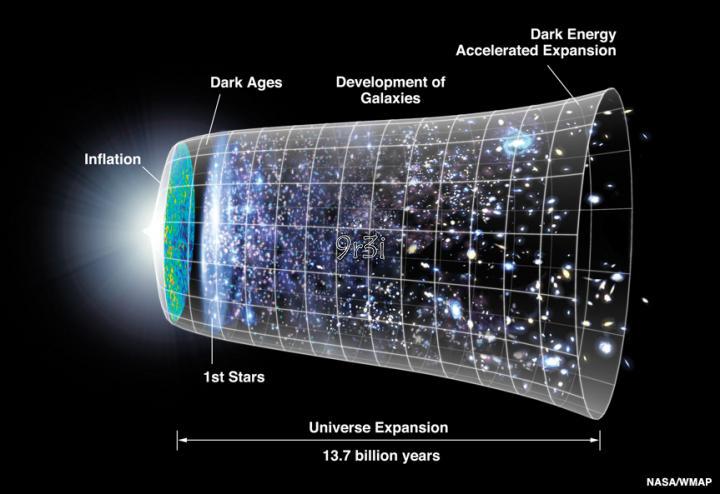 Dark Energy
Accelerated Expansion
Dark Ages
Development of
Galaxies
Inflation
9r3i
1st Stars
Universe Expansion
13.7 billion years
NASA/WMAP